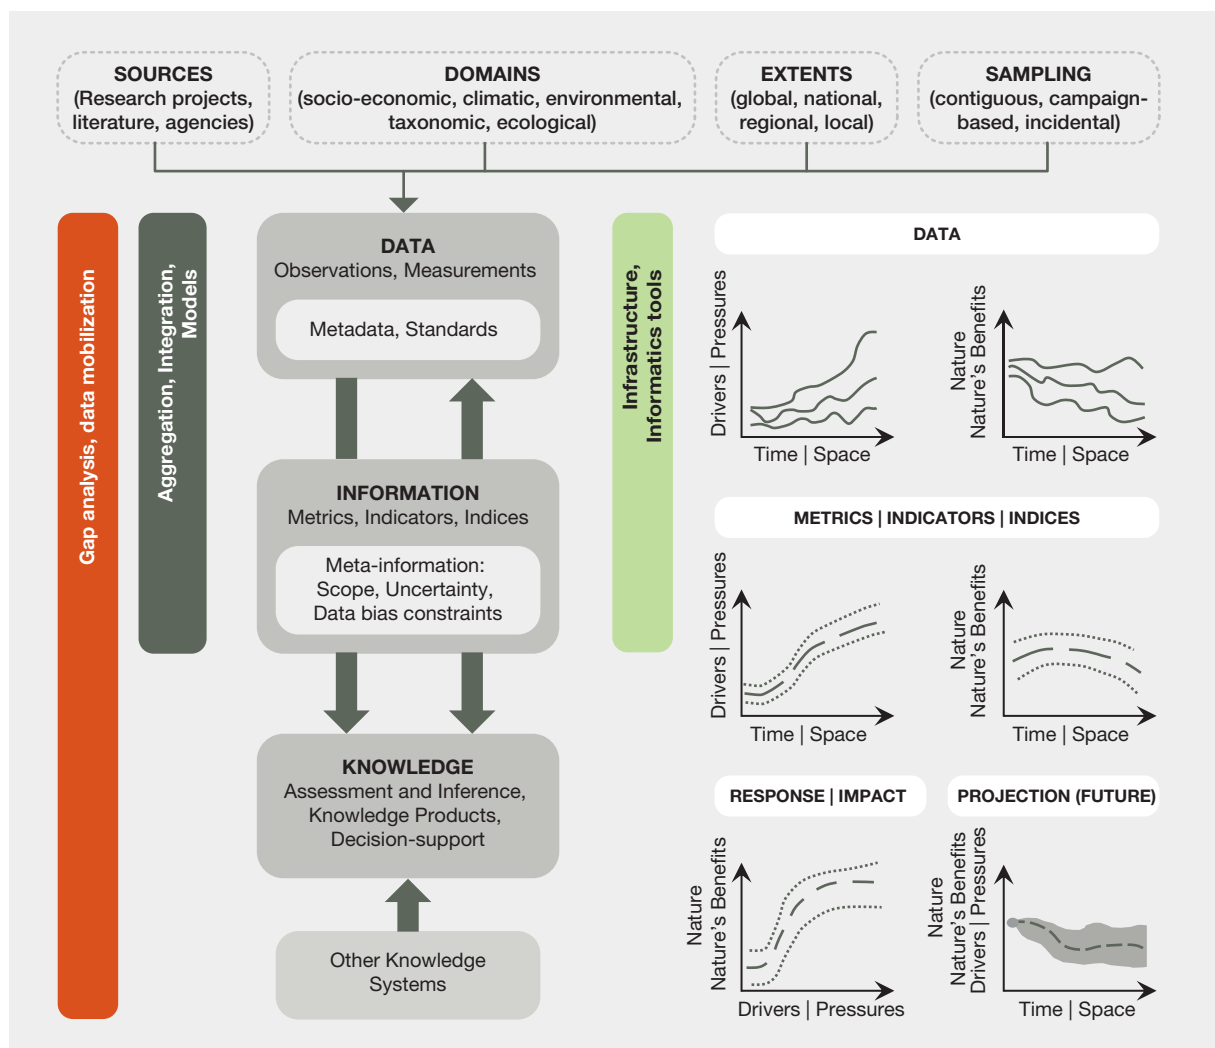 SOURCES
(Research projects,
literature, agencies)
DOMAINS
(socio-economic, climatic, environmental,
taxonomic, ecological)
EXTENTS
(global, national,
regional, local)
SAMPLING
(contiguous, campaign-
based, incidental)
Gap analysis, data mobilization
Aggregation, Integration,
Models
DATA
Observations, Measurements
Metadata, Standards
INFORMATION
Metrics, Indicators, Indices
Meta-information:
Scope, Uncertainty,
Data bias constraints
KNOWLEDGE
Assessment and Inference,
Knowledge Products,
Decision-support
Other Knowledge
Systems
Infrastructure,
Informatics tools
DATA
Drivers | Pressures
Time | Space
Nature
Nature's Benefits
Time | Space
METRICS | INDICATORS | INDICES
Drivers | Pressures
Time | Space
Nature
Nature's Benefits
Time | Space
RESPONSE | IMPACT
Nature
Nature's Benefits
Drivers | Pressures
PROJECTION (FUTURE)
Nature
Nature's Benefits
Drivers | Pressures
Time | Space